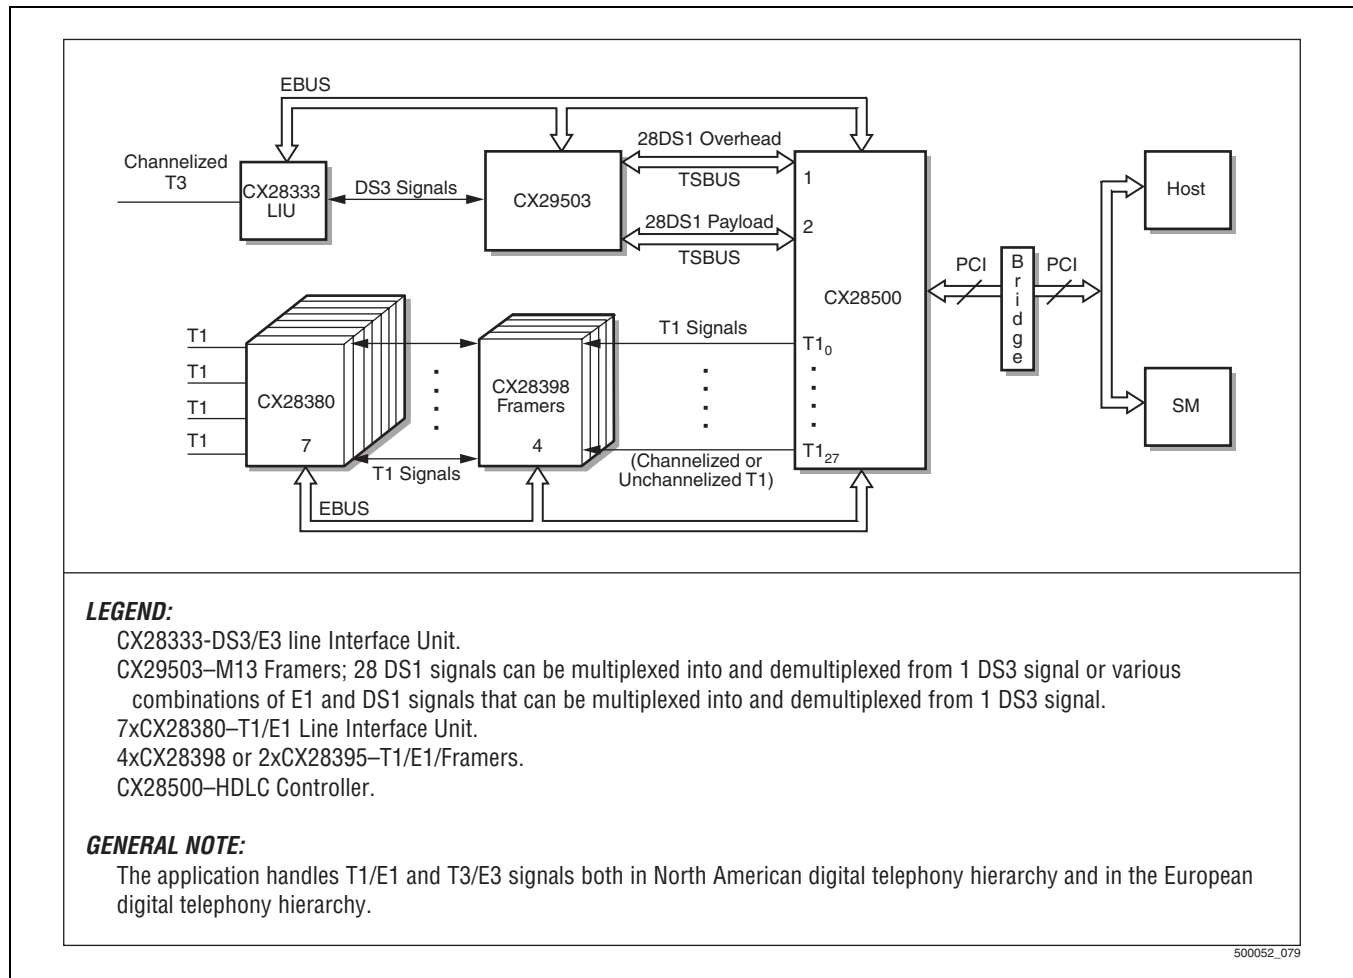 EBUS
Channelized
T3
CX28333
LIU
DS3 Signals
CX29503
28DS1 Overhead
TSBUS
28DS1 Payload
TSBUS
1
2
CX28500
PCI
Bridge
PCI
Host
SM
T1
T1
T1
T1
CX28380
7
T1 Signals
CX28398
Framers
4
T1 Signals
T1₀
T1₂₇
(Channelized or
Unchannelized T1)
EBUS
LEGEND:
CX28333-DS3/E3 line Interface Unit.
CX29503–M13 Framers; 28 DS1 signals can be multiplexed into and demultiplexed from 1 DS3 signal or various
combinations of E1 and DS1 signals that can be multiplexed into and demultiplexed from 1 DS3 signal.
7xCX28380–T1/E1 Line Interface Unit.
4xCX28398 or 2xCX28395–T1/E1/Framers.
CX28500–HDLC Controller.
GENERAL NOTE:
The application handles T1/E1 and T3/E3 signals both in North American digital telephony hierarchy and in the European
digital telephony hierarchy.
500052_079